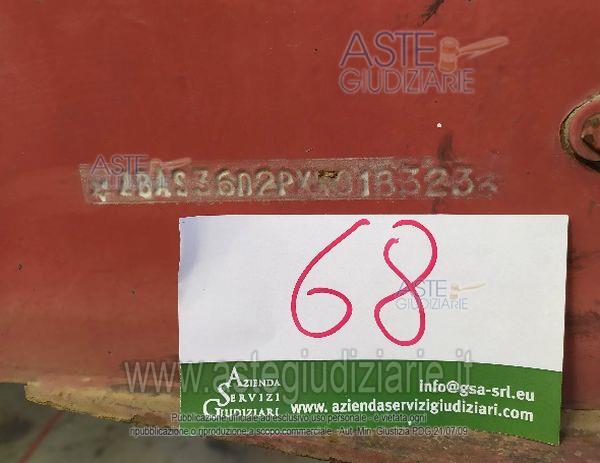 ASTE
GIUDIZIARIE
68
ASTE
GIUDIZIARIE
www.astegiudiziarie.it
AZIENDA
SERVIZI
GIUDIZIARI
info@gsa-srl.eu
www.aziendaservizigiudiziari.com
Pubblicazione ufficiale ad esclusivo uso personale - è vietata ogni
ripubblicazione o riproduzione a scopo commerciale - Aut. Min. Giustizia PDG 21/07/09